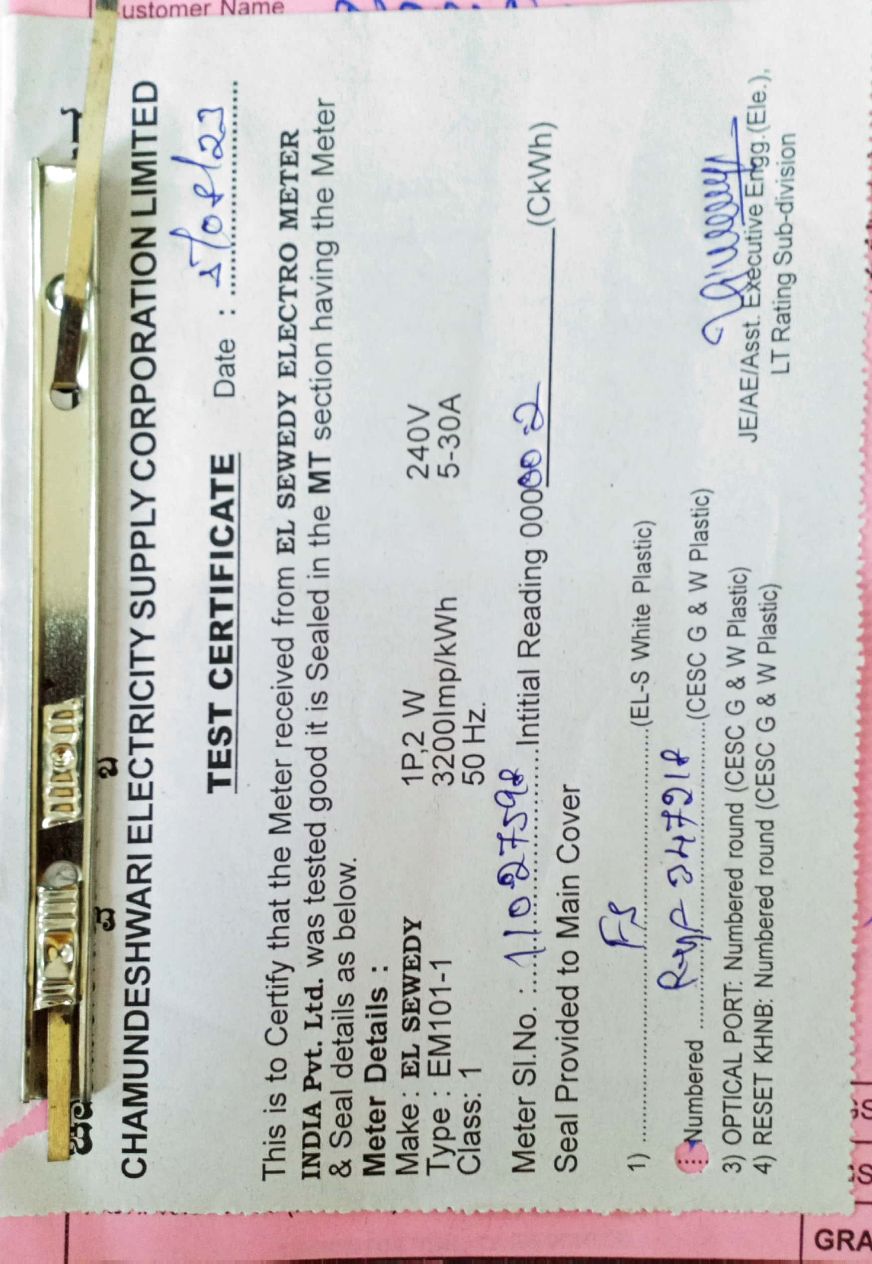 ustomer Name
CHAMUNDESHWARI ELECTRICITY SUPPLY CORPORATION LIMITED
TEST CERTIFICATE Date :
This is to Certify that the Meter received from EL SEWEDY ELECTRO METER
INDIA Pvt. Ltd. was tested good it is Sealed in the MT section having the Meter
& Seal details as below.
Meter Details :
Make : EL SEWEDY 1P,2 W 240V
Type : EM101-1 3200Imp/kWh 5-30A
Class: 1 50 Hz.
Meter Sl.No. : 11027598 Intitial Reading 00000 2 (CkWh)
Seal Provided to Main Cover
1) FS (EL-S White Plastic)
Numbered 247218 (CESC G & W Plastic)
3) OPTICAL PORT: Numbered round (CESC G & W Plastic)
4) RESET KHNB: Numbered round (CESC G & W Plastic)
JE/AE/Asst. Executive Engg.(Ele.),
LT Rating Sub-division
GRA